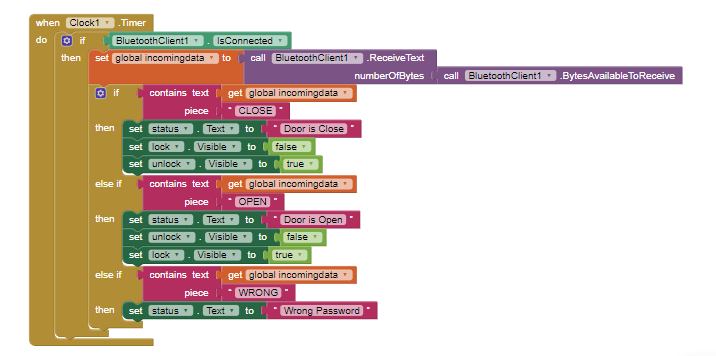 when Clock1 .Timer
do if BluetoothClient1 . IsConnected
then set global incomingdata to call BluetoothClient1 .ReceiveText
numberOfBytes call BluetoothClient1 .BytesAvailableToReceive
if contains text get global incomingdata
piece " CLOSE "
then set status . Text to " Door is Close "
set lock . Visible to false
set unlock . Visible to true
else if contains text get global incomingdata
piece " OPEN "
then set status . Text to " Door is Open "
set unlock . Visible to false
set lock . Visible to true
else if contains text get global incomingdata
piece " WRONG "
then set status . Text to " Wrong Password "